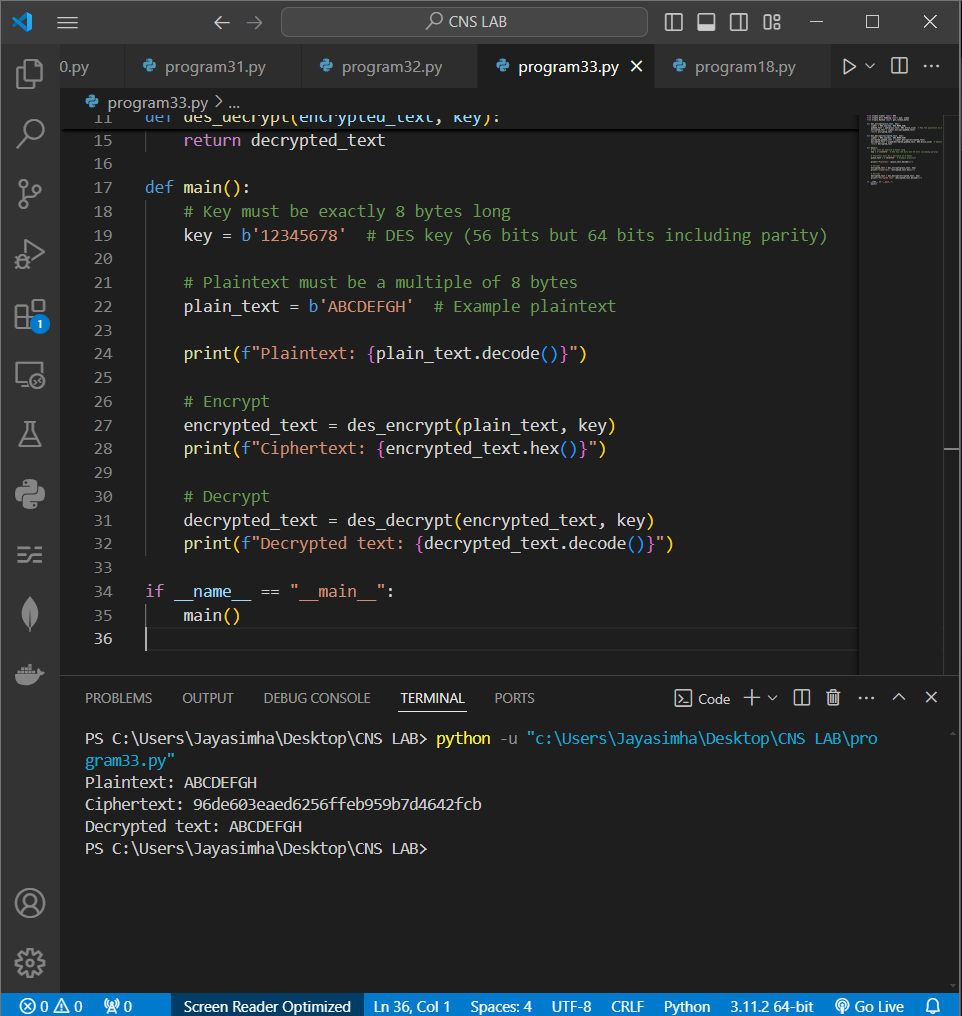 CNS LAB
0.py
program31.py
program32.py
program33.py
program18.py
program33.py > ...
11 def des_decrypt(encrypted_text, key):
15     return decrypted_text
16
17 def main():
18     # Key must be exactly 8 bytes long
19     key = b'12345678'  # DES key (56 bits but 64 bits including parity)
20
21     # Plaintext must be a multiple of 8 bytes
22     plain_text = b'ABCDEFGH'  # Example plaintext
23
24     print(f"Plaintext: {plain_text.decode()}")
25
26     # Encrypt
27     encrypted_text = des_encrypt(plain_text, key)
28     print(f"Ciphertext: {encrypted_text.hex()}")
29
30     # Decrypt
31     decrypted_text = des_decrypt(encrypted_text, key)
32     print(f"Decrypted text: {decrypted_text.decode()}")
33
34 if __name__ == "__main__":
35     main()
36
1
PROBLEMS OUTPUT DEBUG CONSOLE TERMINAL PORTS Code
PS C:\Users\Jayasimha\Desktop\CNS LAB> python -u "c:\Users\Jayasimha\Desktop\CNS LAB\pro
gram33.py"
Plaintext: ABCDEFGH
Ciphertext: 96de603eaed6256ffeb959b7d4642fcb
Decrypted text: ABCDEFGH
PS C:\Users\Jayasimha\Desktop\CNS LAB>
0 0 0 Screen Reader Optimized Ln 36, Col 1 Spaces: 4 UTF-8 CRLF Python 3.11.2 64-bit Go Live